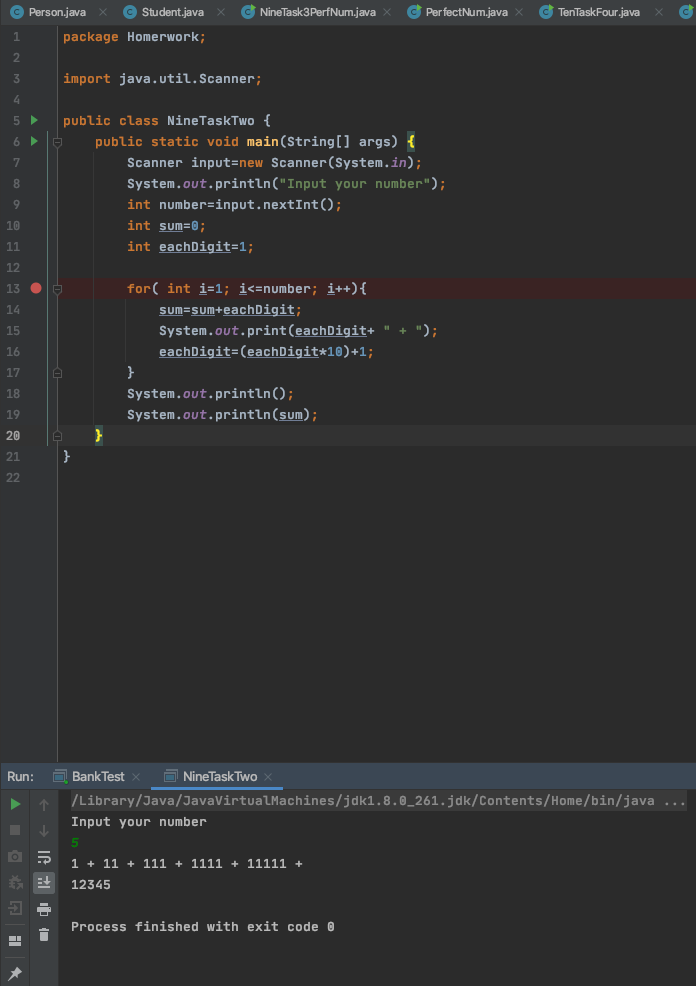 Person.java Student.java NineTask3PerfNum.java PerfectNum.java TenTaskFour.java
1 package Homerwork;
2
3 import java.util.Scanner;
4
5 public class NineTaskTwo {
6 public static void main(String[] args) {
7 Scanner input=new Scanner(System.in);
8 System.out.println("Input your number");
9 int number=input.nextInt();
10 int sum=0;
11 int eachDigit=1;
12
13 for( int i=1; i<=number; i++){
14 sum=sum+eachDigit;
15 System.out.print(eachDigit+ " + ");
16 eachDigit=(eachDigit*10)+1;
17 }
18 System.out.println();
19 System.out.println(sum);
20 }
21 }
22
Run: BankTest NineTaskTwo
/Library/Java/JavaVirtualMachines/jdk1.8.0_261.jdk/Contents/Home/bin/java ...
Input your number
5
1 + 11 + 111 + 1111 + 11111 +
12345
Process finished with exit code 0